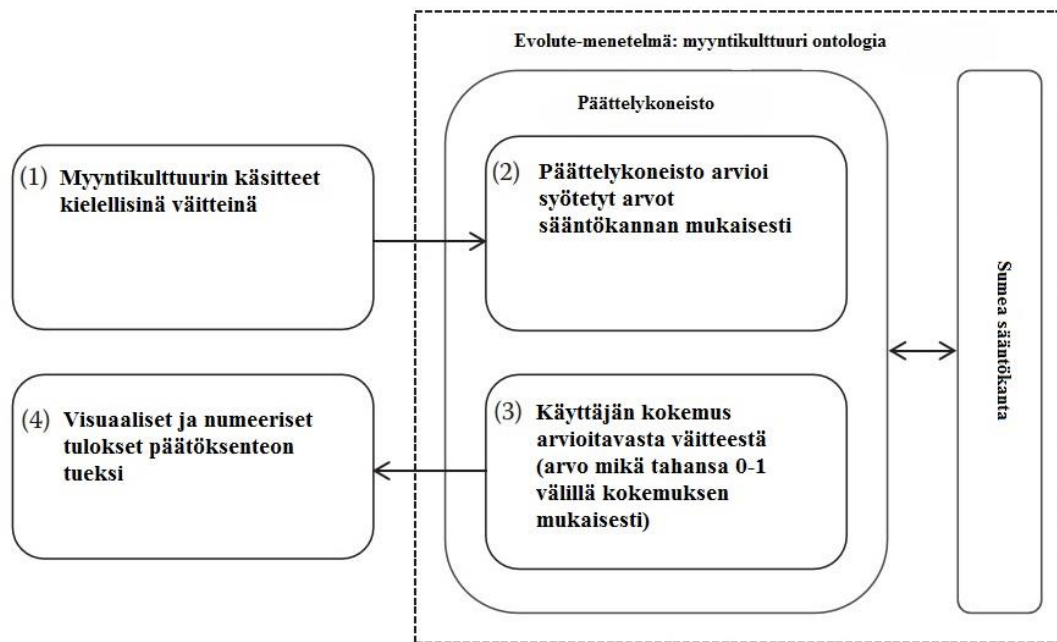 Evolute-menetelmä: myyntikulttuuri ontologia
Päättelykoneisto
(1) Myyntikulttuurin käsitteet
kielellisinä väitteinä
(2) Päättelykoneisto arvioi
syötetyt arvot
sääntökannan mukaisesti
Sumea sääntökanta
(4) Visuaaliset ja numeeriset
tulokset päätöksenteon
tueksi
(3) Käyttäjän kokemus
arvioitavasta väitteestä
(arvo mikä tahansa 0-1
välillä kokemuksen
mukaisesti)